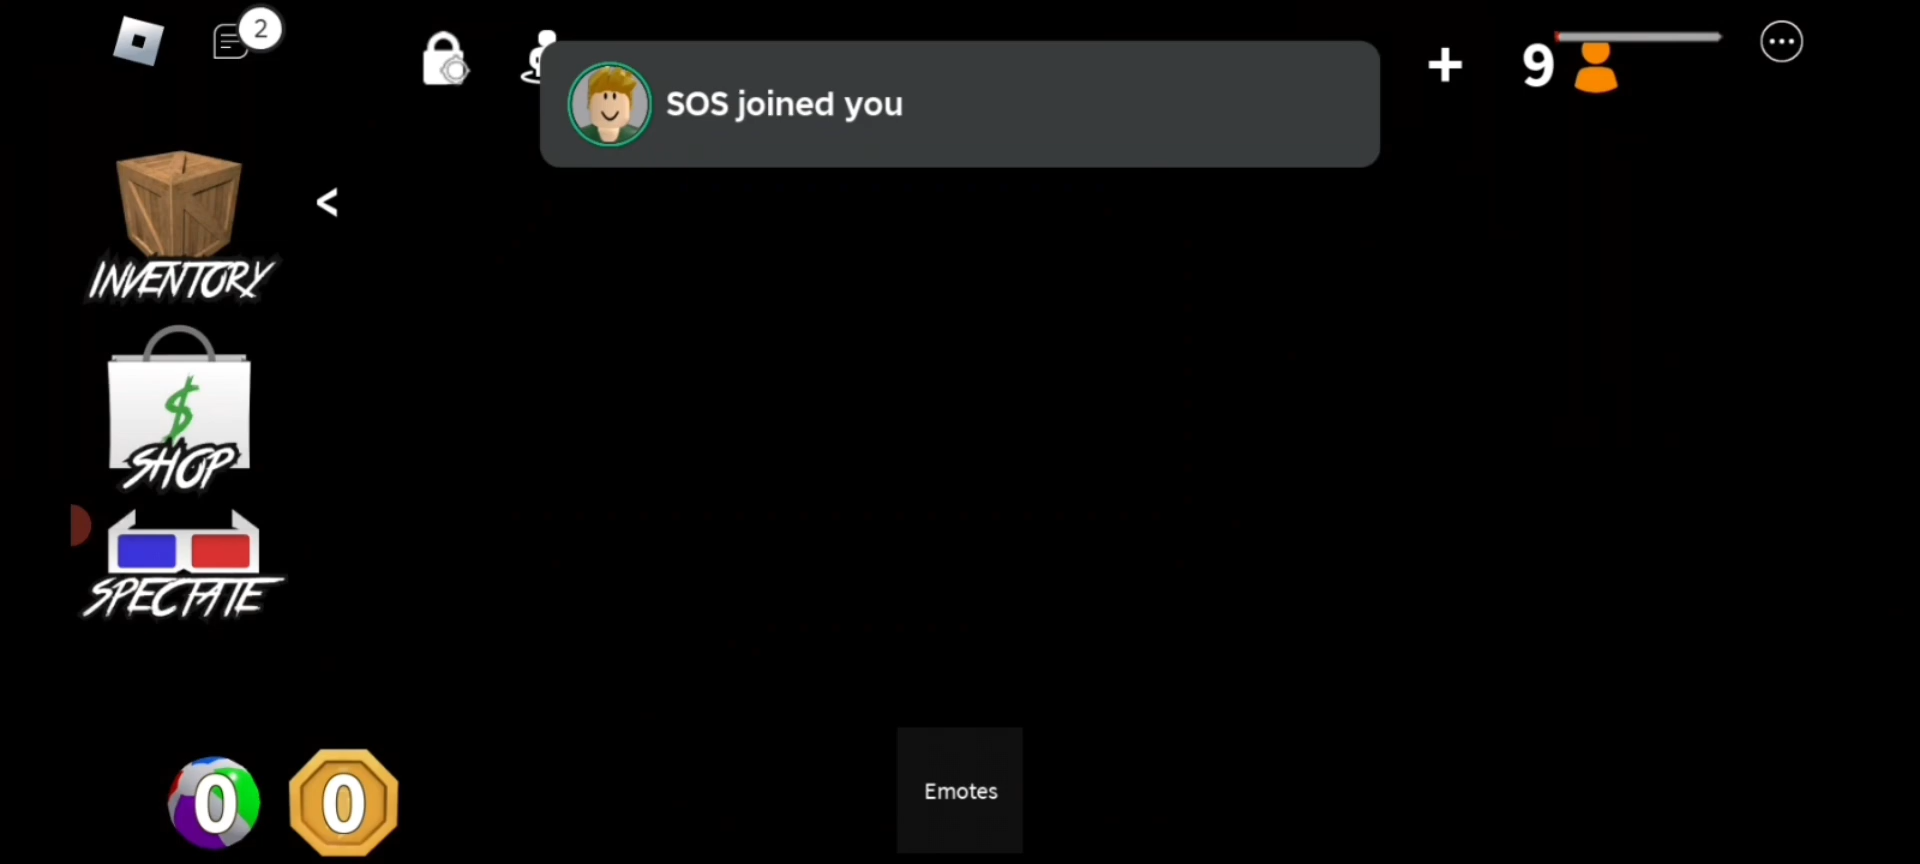 2
SOS joined you
+
9
<
INVENTORY
$
SHOP
SPECTATE
0
0
Emotes